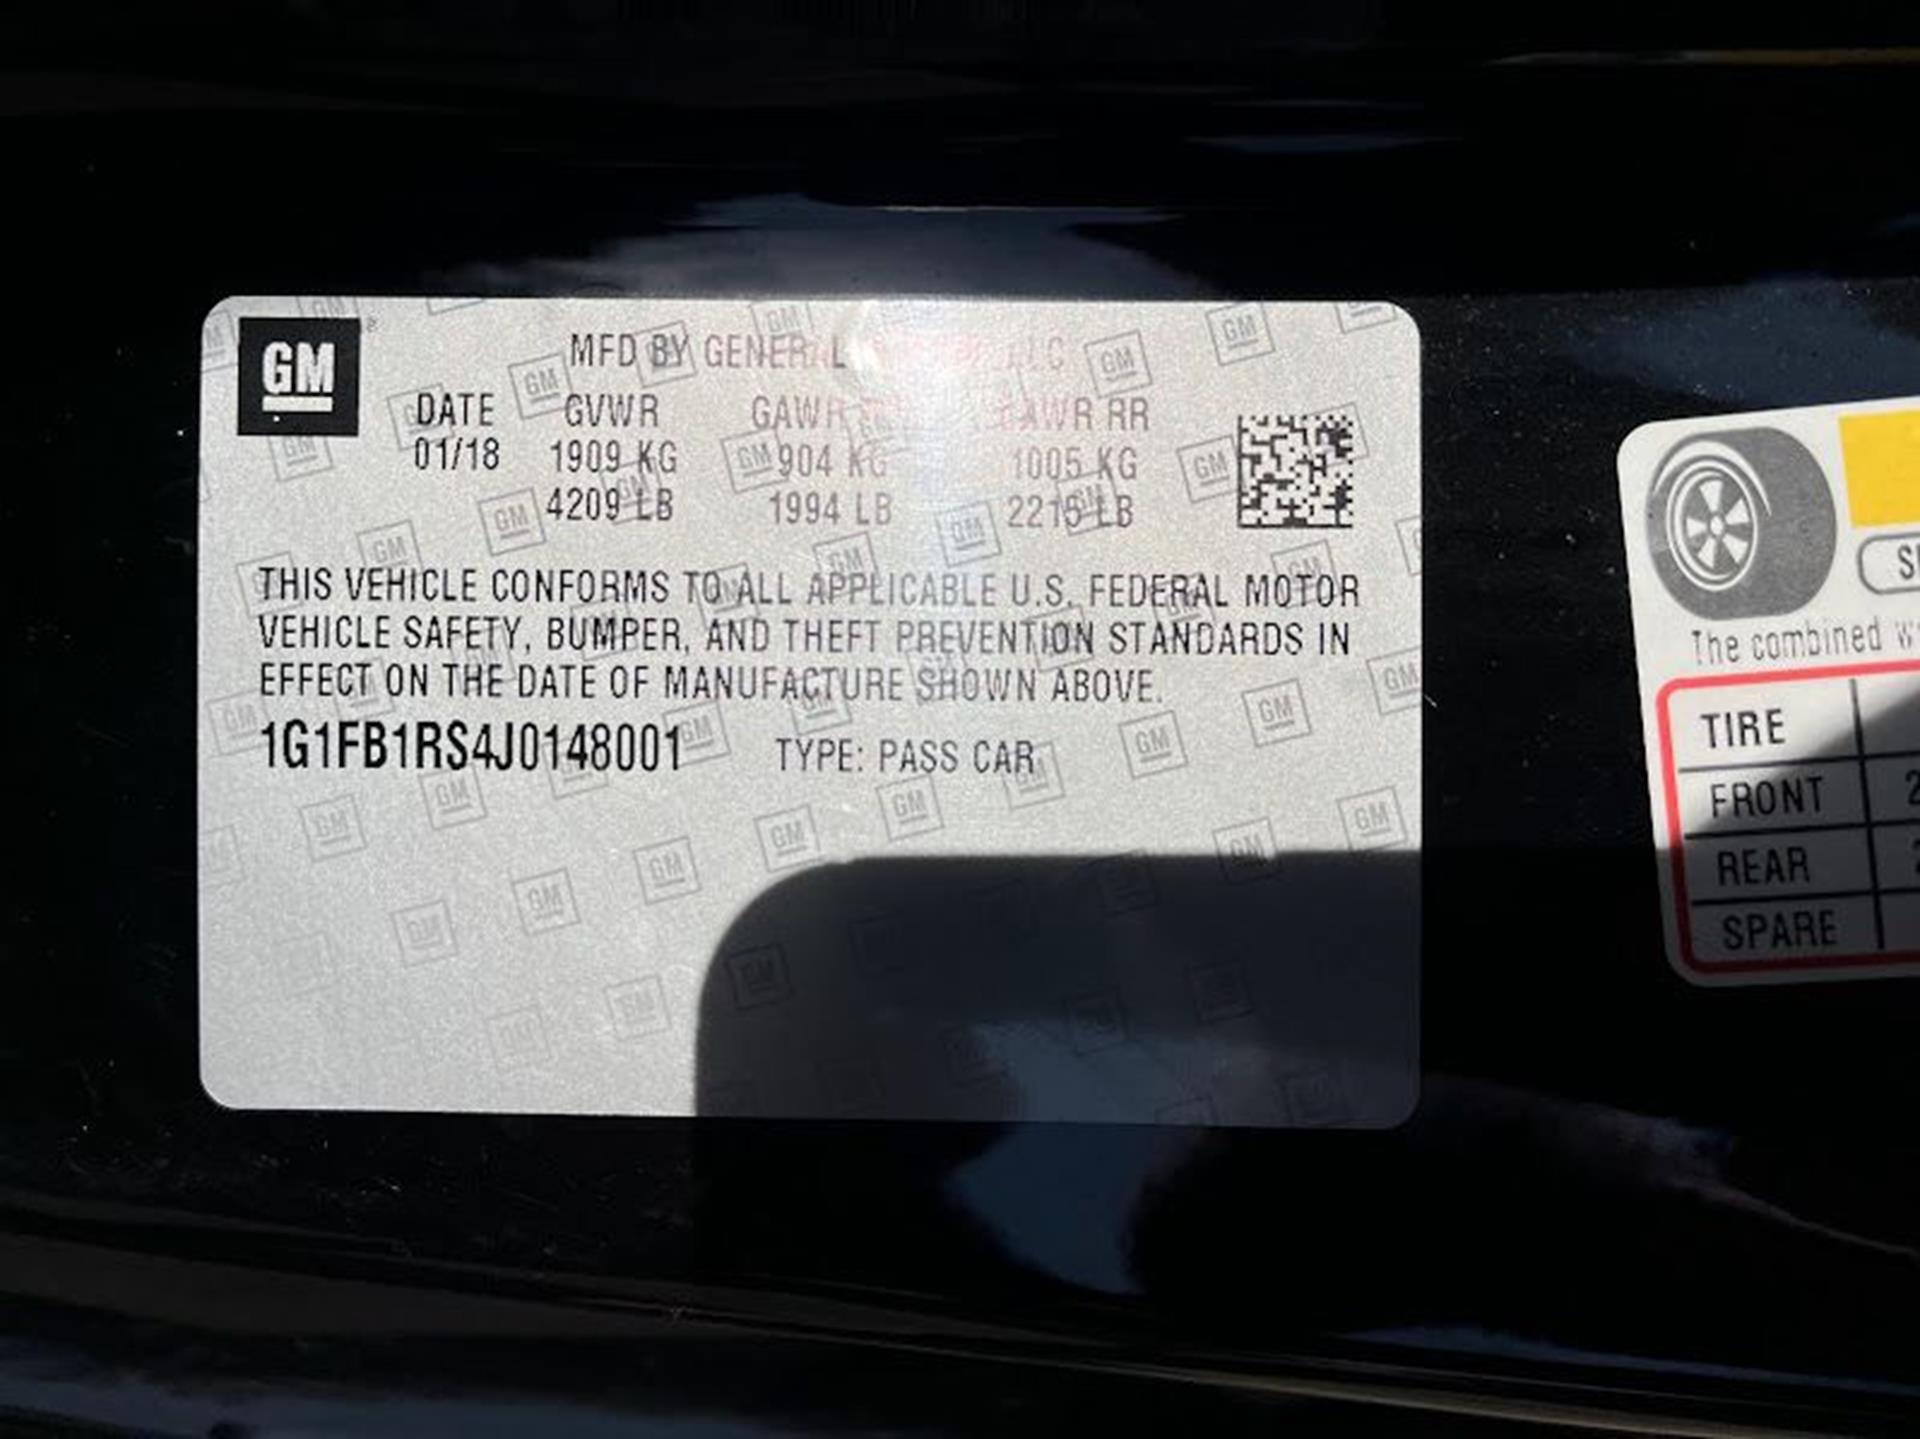 GM
MFD BY GENERAL
DATE GVWR GAWR GAWR RR
01/18 1909 KG 904 KG 1005 KG
4209 LB 1994 LB 2215 LB
THIS VEHICLE CONFORMS TO ALL APPLICABLE U.S. FEDERAL MOTOR
VEHICLE SAFETY, BUMPER, AND THEFT PREVENTION STANDARDS IN
EFFECT ON THE DATE OF MANUFACTURE SHOWN ABOVE.
1G1FB1RS4J0148001 TYPE: PASS CAR
The combined
TIRE
FRONT
REAR
SPARE